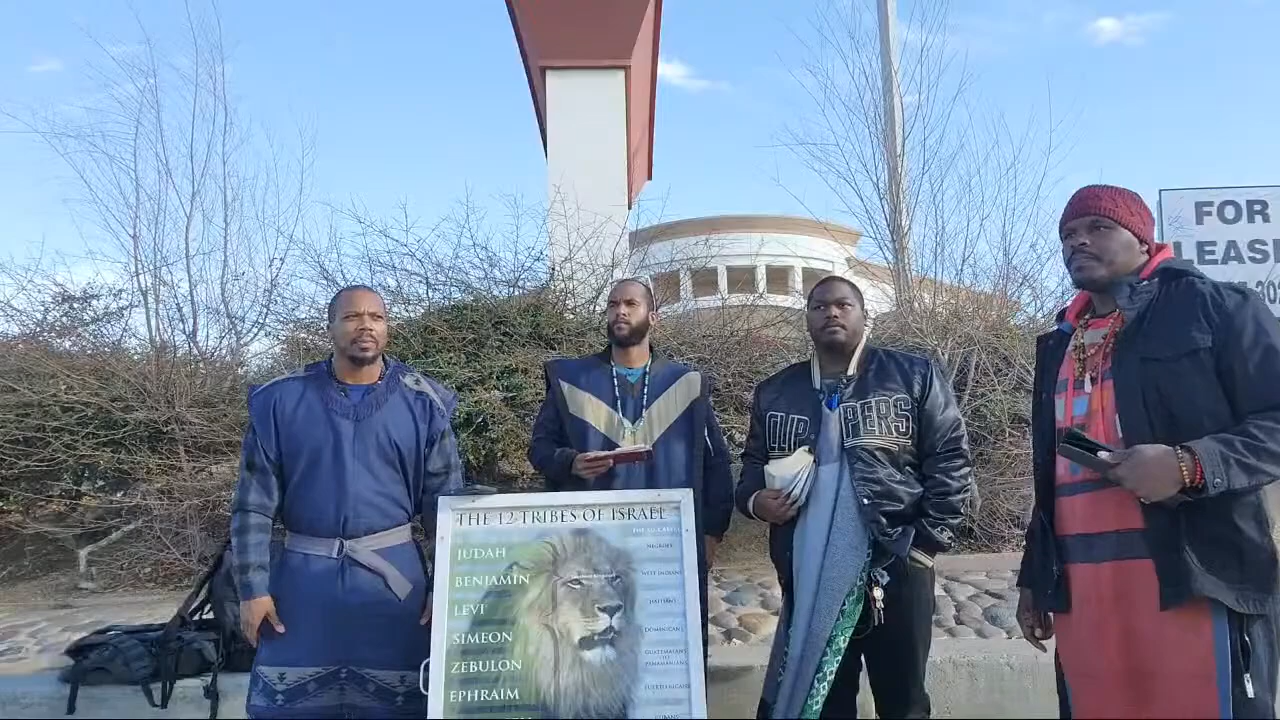 FOR
LEASE
CLIPPERS
THE 12 TRIBES OF ISRAEL
JUDAH NEGROES
BENJAMIN WEST INDIANS
LEVI HAITIANS
SIMEON DOMINICANS
ZEBULON GUATEMALANS
TO
PANAMANIANS
EPHRAIM PUERTO RICANS
CUBANS